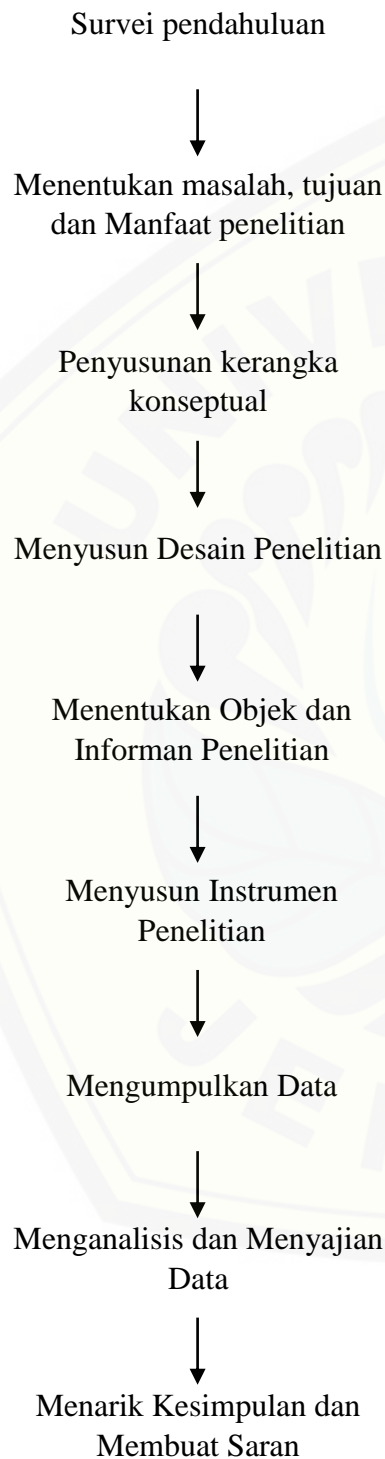 Survei pendahuluan
Menentukan masalah, tujuan
dan Manfaat penelitian
Penyusunan kerangka
konseptual
Menyusun Desain Penelitian
Menentukan Objek dan
Informan Penelitian
Menyusun Instrumen
Penelitian
Mengumpulkan Data
Menganalisis dan Menyajian
Data
Menarik Kesimpulan dan
Membuat Saran